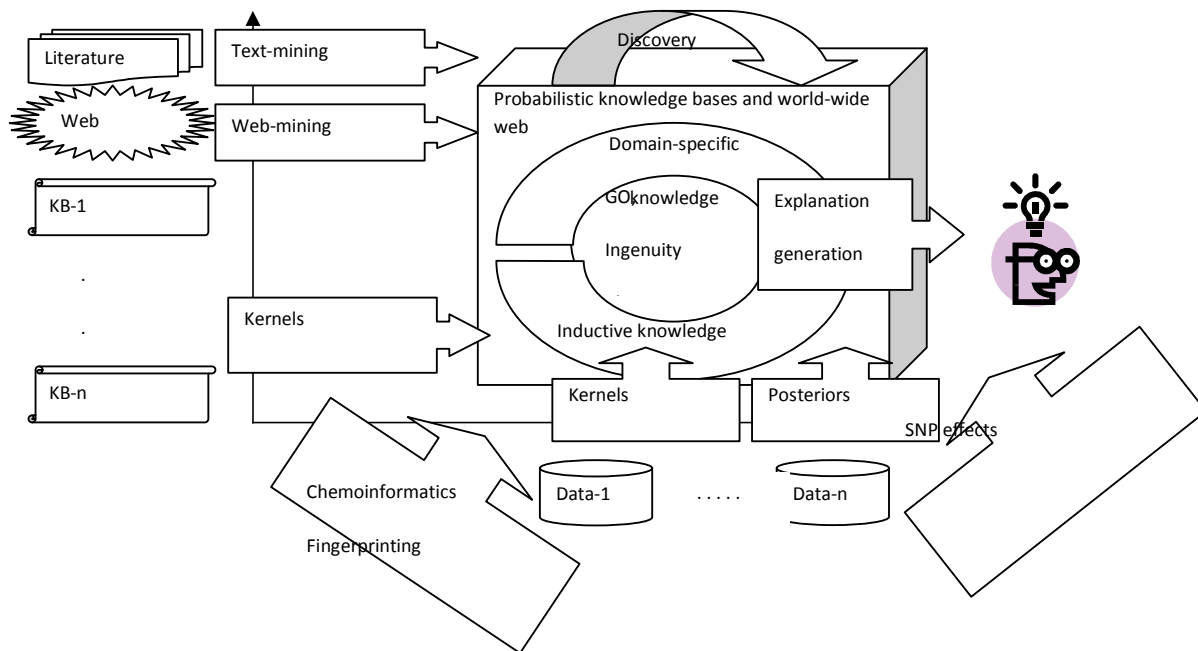 Discovery
Literature
Text-mining
Probabilistic knowledge bases and world-wide
web
Web
Web-mining
Domain-specific
KB-1
GO, knowledge
Explanation
Ingenuity
generation
.
.
Kernels
Inductive knowledge
KB-n
Kernels
Posteriors
SNP effects
Chemoinformatics
Data-1
. . . . .
Data-n
Fingerprinting